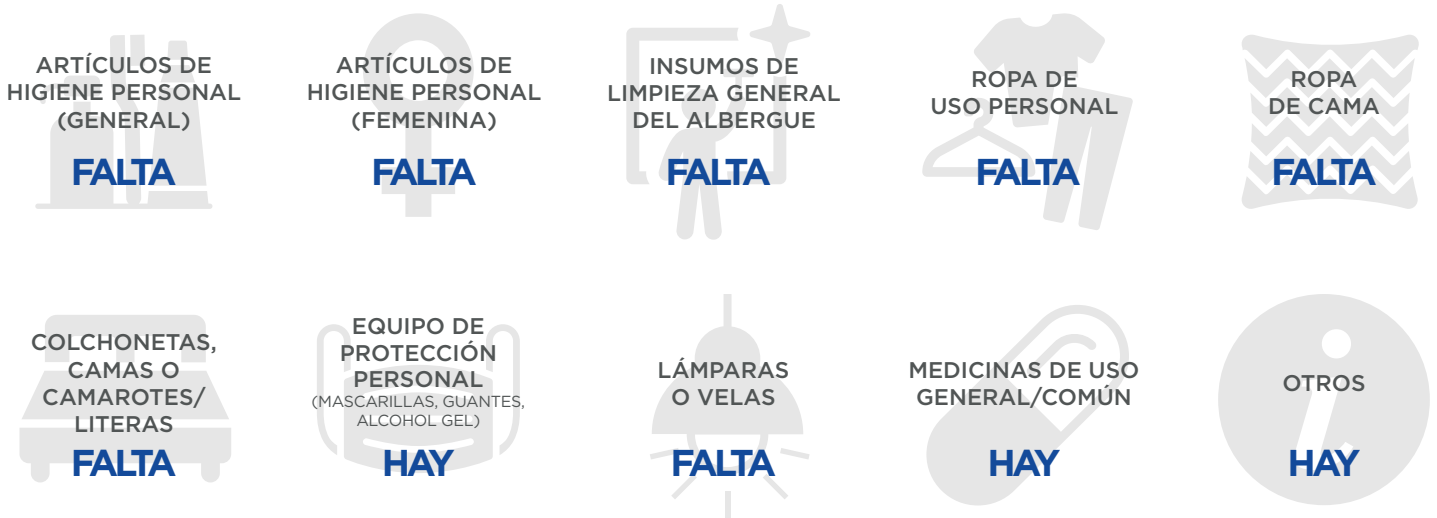 ARTÍCULOS DE
HIGIENE PERSONAL
(GENERAL)
FALTA
ARTÍCULOS DE
HIGIENE PERSONAL
(FEMENINA)
FALTA
INSUMOS DE
LIMPIEZA GENERAL
DEL ALBERGUE
FALTA
ROPA DE
USO PERSONAL
FALTA
ROPA
DE CAMA
FALTA
COLCHONETAS,
CAMAS O
CAMAROTES/
LITERAS
FALTA
EQUIPO DE
PROTECCIÓN
PERSONAL
(MASCARILLAS, GUANTES,
ALCOHOL GEL)
HAY
LÁMPARAS
O VELAS
FALTA
MEDICINAS DE USO
GENERAL/COMÚN
HAY
OTROS
HAY